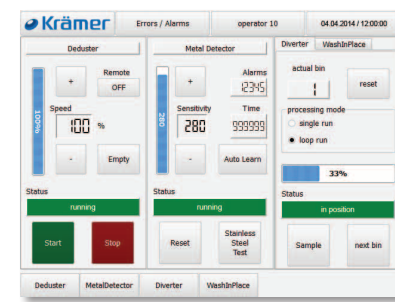 Krämer
Errors / Alarms
operator 10
04.04.2014 / 12:00:00
Deduster
Metal Detector
Diverter
WashInPlace
+
Remote
OFF
100%
Speed
100 %
-
Empty
Status
running
Start
Stop
+
Alarms
12345
280
Sensitivity
280
Time
999999
-
Auto Learn
Status
running
Reset
Stainless
Steel
Test
actual bin
1
reset
processing mode
single run
loop run
33%
Status
in position
Sample
next bin
Deduster
MetalDetector
Diverter
WashInPlace